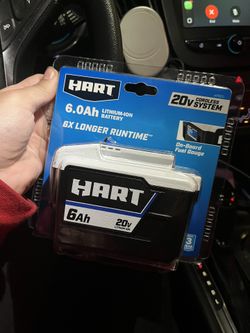 HART
6.0Ah LITHIUM-ION
BATTERY
6X LONGER RUNTIME
20V CORDLESS
SYSTEM
On-Board
Fuel Gauge
HART
6Ah
20V
3